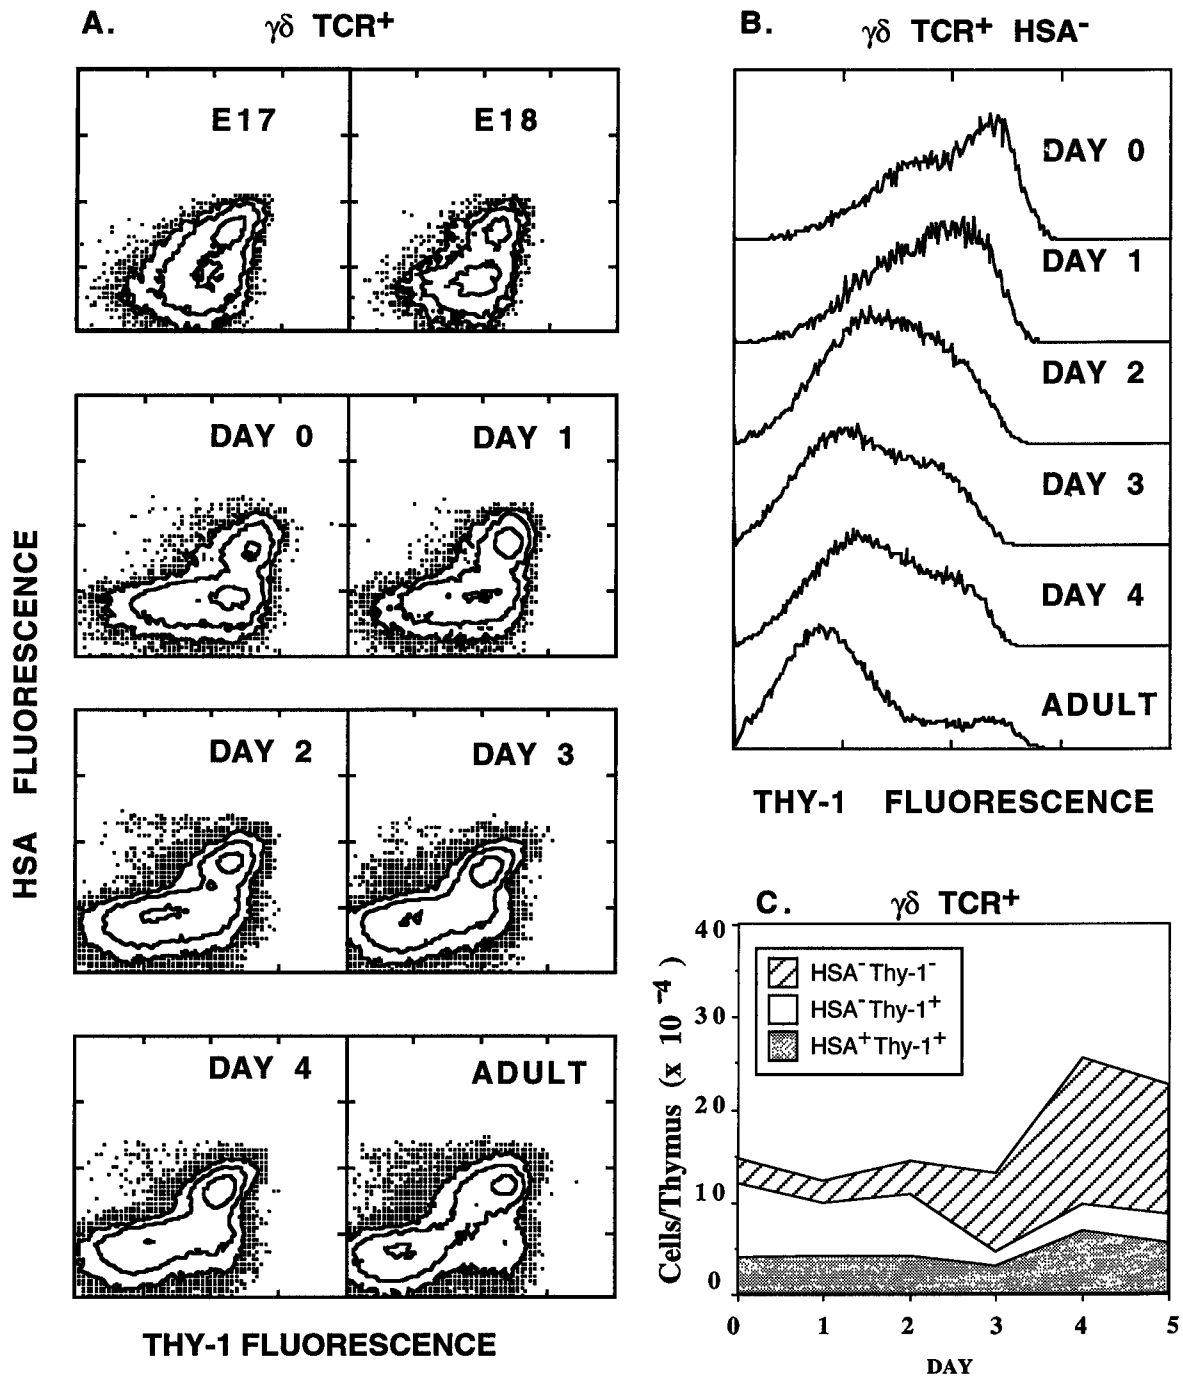 A. γδ TCR+
E17 E18
DAY 0 DAY 1
DAY 2 DAY 3
DAY 4 ADULT
HSA FLUORESCENCE
THY-1 FLUORESCENCE
B. γδ TCR+ HSA-
DAY 0
DAY 1
DAY 2
DAY 3
DAY 4
ADULT
THY-1 FLUORESCENCE
C. γδ TCR+
HSA-Thy-1-
HSA-Thy-1+
HSA+Thy-1+
Cells/Thymus (x 10 -4 )
40
30
20
10
0
0 1 2 3 4 5
DAY